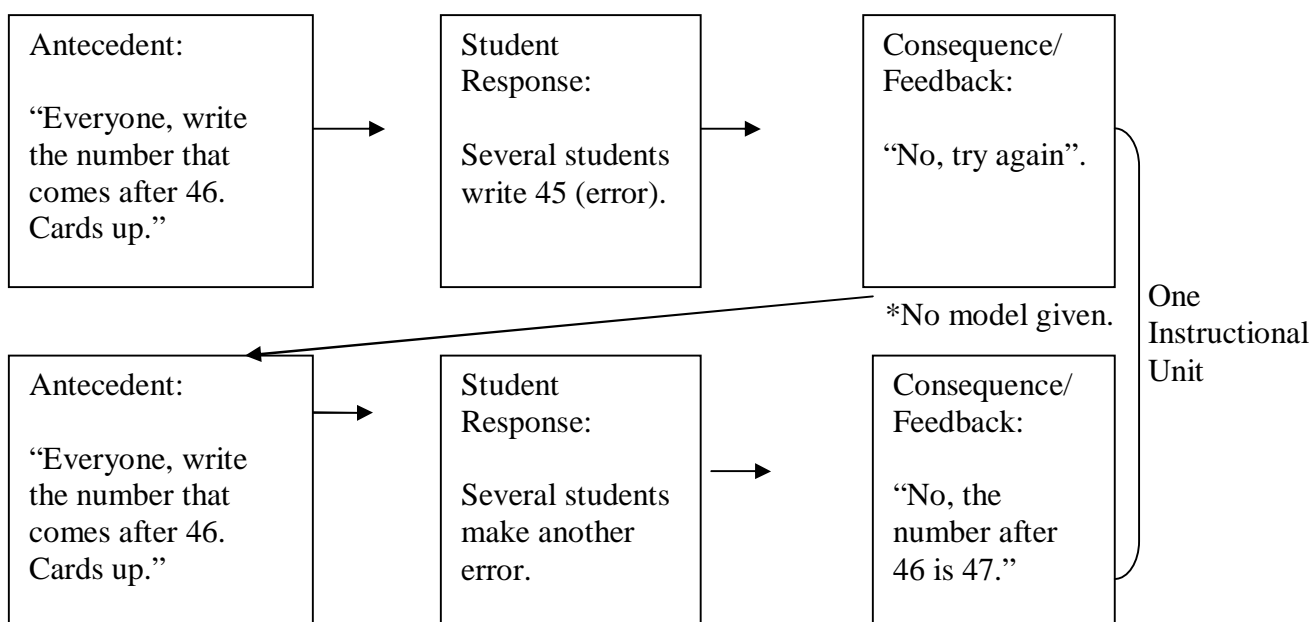 Antecedent:
“Everyone, write
the number that
comes after 46.
Cards up.”
Student
Response:
Several students
write 45 (error).
Consequence/
Feedback:
“No, try again”.
*No model given.
One
Instructional
Unit
Antecedent:
“Everyone, write
the number that
comes after 46.
Cards up.”
Student
Response:
Several students
make another
error.
Consequence/
Feedback:
“No, the
number after
46 is 47.”